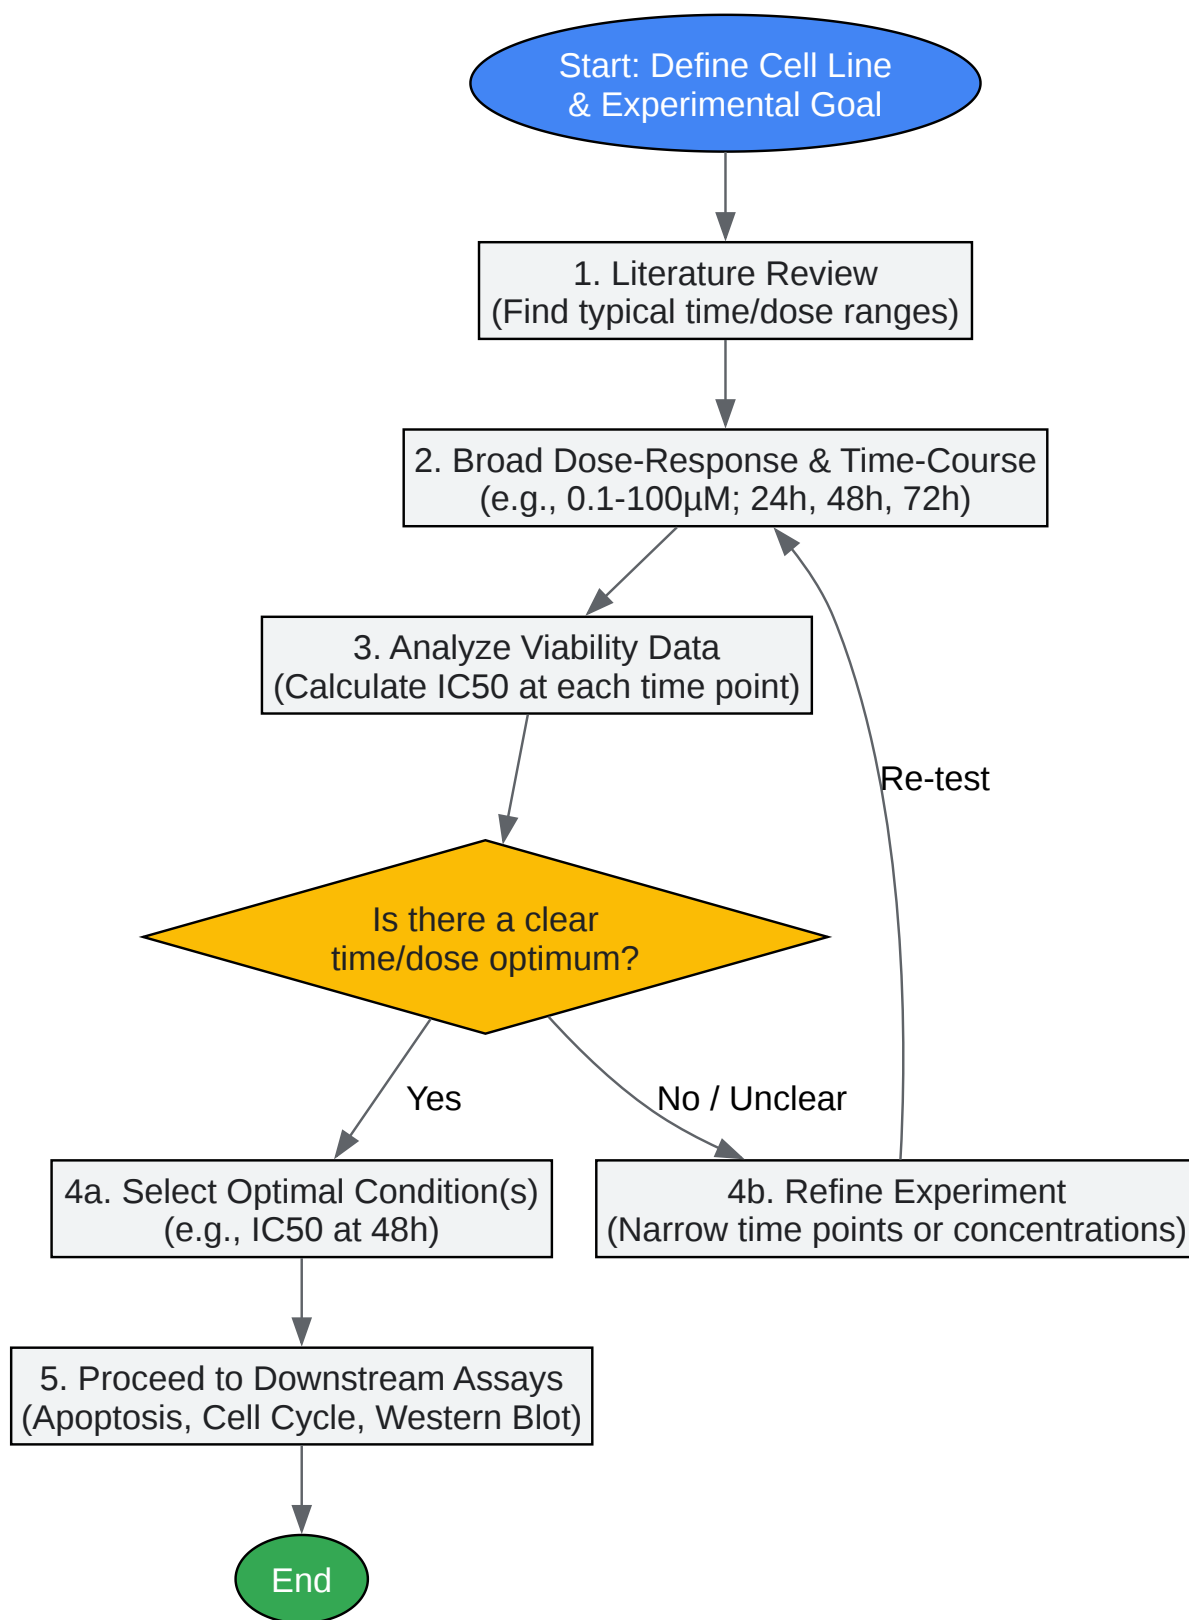 Start: Define Cell Line
& Experimental Goal
1. Literature Review
(Find typical time/dose ranges)
2. Broad Dose-Response & Time-Course
(e.g., 0.1-100µM; 24h, 48h, 72h)
3. Analyze Viability Data
(Calculate IC50 at each time point)
Re-test
Is there a clear
time/dose optimum?
Yes
No / Unclear
4a. Select Optimal Condition(s)
(e.g., IC50 at 48h)
4b. Refine Experiment
(Narrow time points or concentrations)
5. Proceed to Downstream Assays
(Apoptosis, Cell Cycle, Western Blot)
End